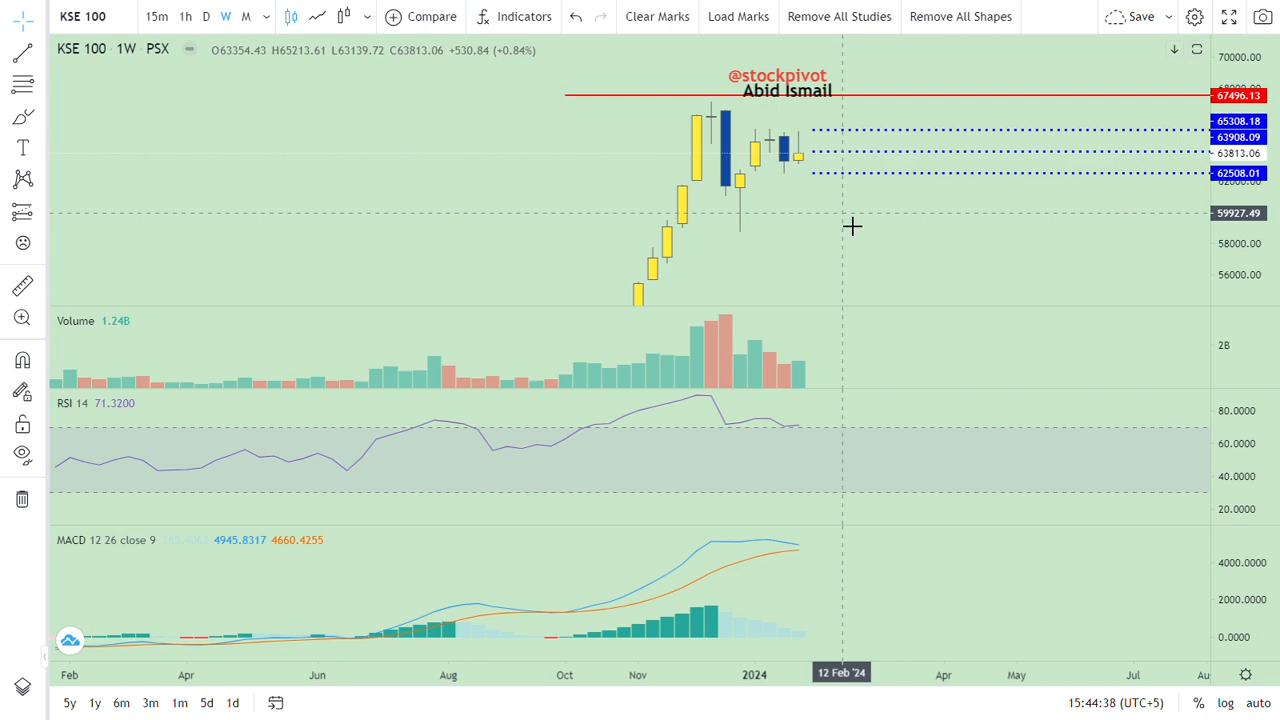 KSE 100 15m 1h D W M Compare Indicators Clear Marks Load Marks Remove All Studies Remove All Shapes Save
KSE 100 · 1W · PSX O63354.43 H65213.61 L63139.72 C63813.06 +530.84 (+0.84%)
70000.00
@stockpivot
Abid Ismail
67496.13
65308.18
63908.09
63813.06
62508.01
62000.00
59927.49
58000.00
56000.00
Volume 1.24B
2B
RSI 14 71.3200
80.0000
60.0000
40.0000
20.0000
MACD 12 26 close 9 4945.8317 4660.4255
4000.0000
2000.0000
0.0000
Feb Apr Jun Aug Oct Nov 2024 12 Feb '24 Apr May Jul Au
5y 1y 6m 3m 1m 5d 1d 15:44:38 (UTC+5) % log auto